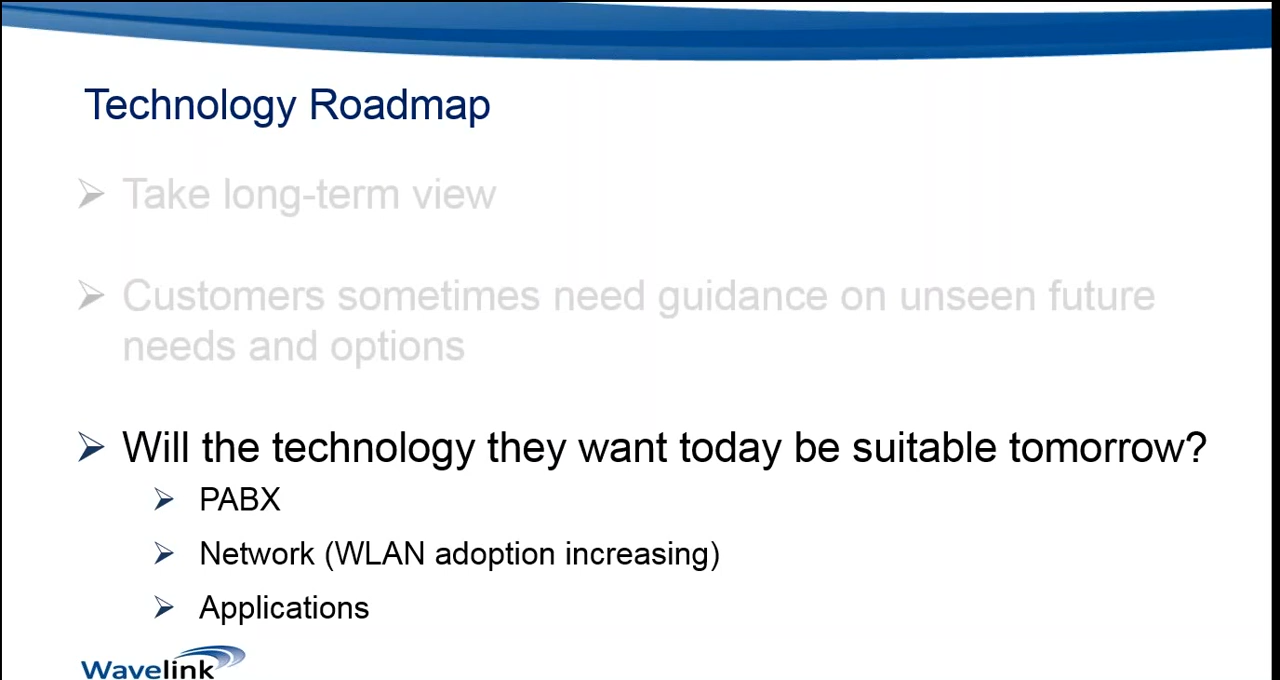 Technology Roadmap
Take long-term view
Customers sometimes need guidance on unseen future
needs and options
Will the technology they want today be suitable tomorrow?
PABX
Network (WLAN adoption increasing)
Applications
Wavelink